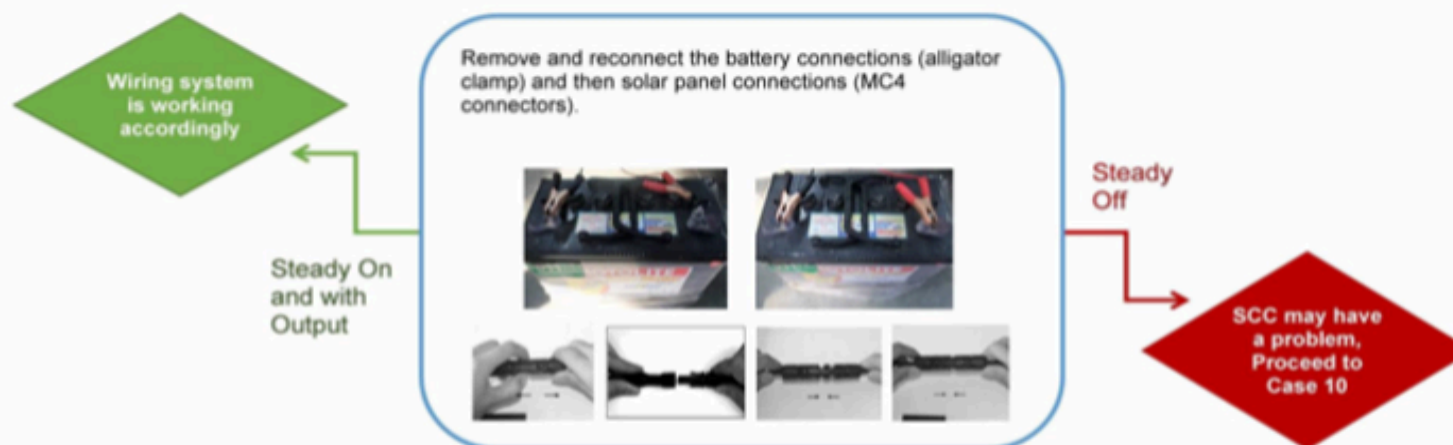 Wiring system
is working
accordingly
Remove and reconnect the battery connections (alligator
clamp) and then solar panel connections (MC4
connectors).
Steady On
and with
Output
Steady
Off
SCC may have
a problem,
Proceed to
Case 10